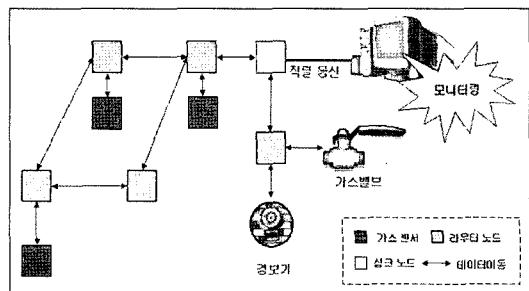 직렬 통신
모니터링
가스밸브
경보기
가스 센서
라우터 노드
싱크 노드
데이터이동